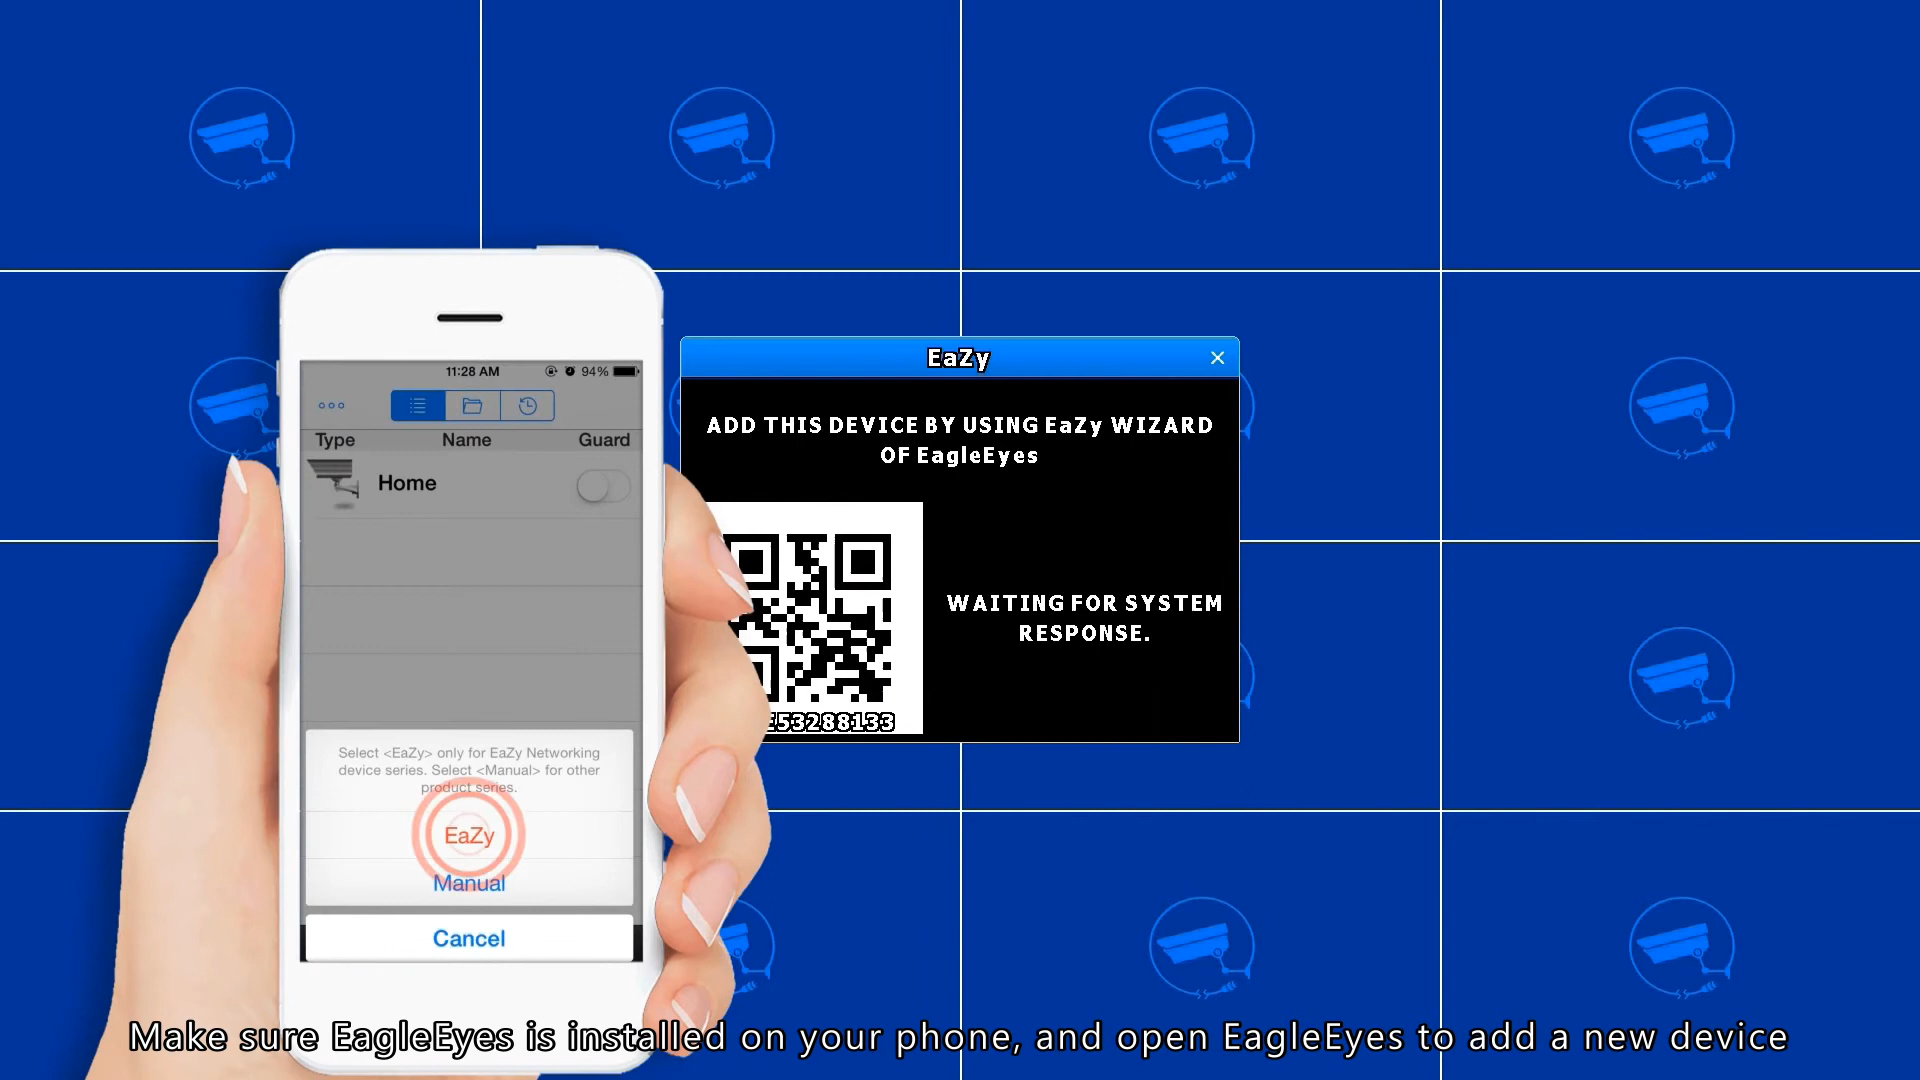 11:28 AM
94%
Type Name Guard
Home
Select <EaZy> only for EaZy Networking
device series. Select <Manual> for other
product series.
EaZy
Manual
Cancel
EaZy
ADD THIS DEVICE BY USING EaZy WIZARD
OF EagleEyes
WAITING FOR SYSTEM
RESPONSE.
Make sure EagleEyes is installed on your phone, and open EagleEyes to add a new device